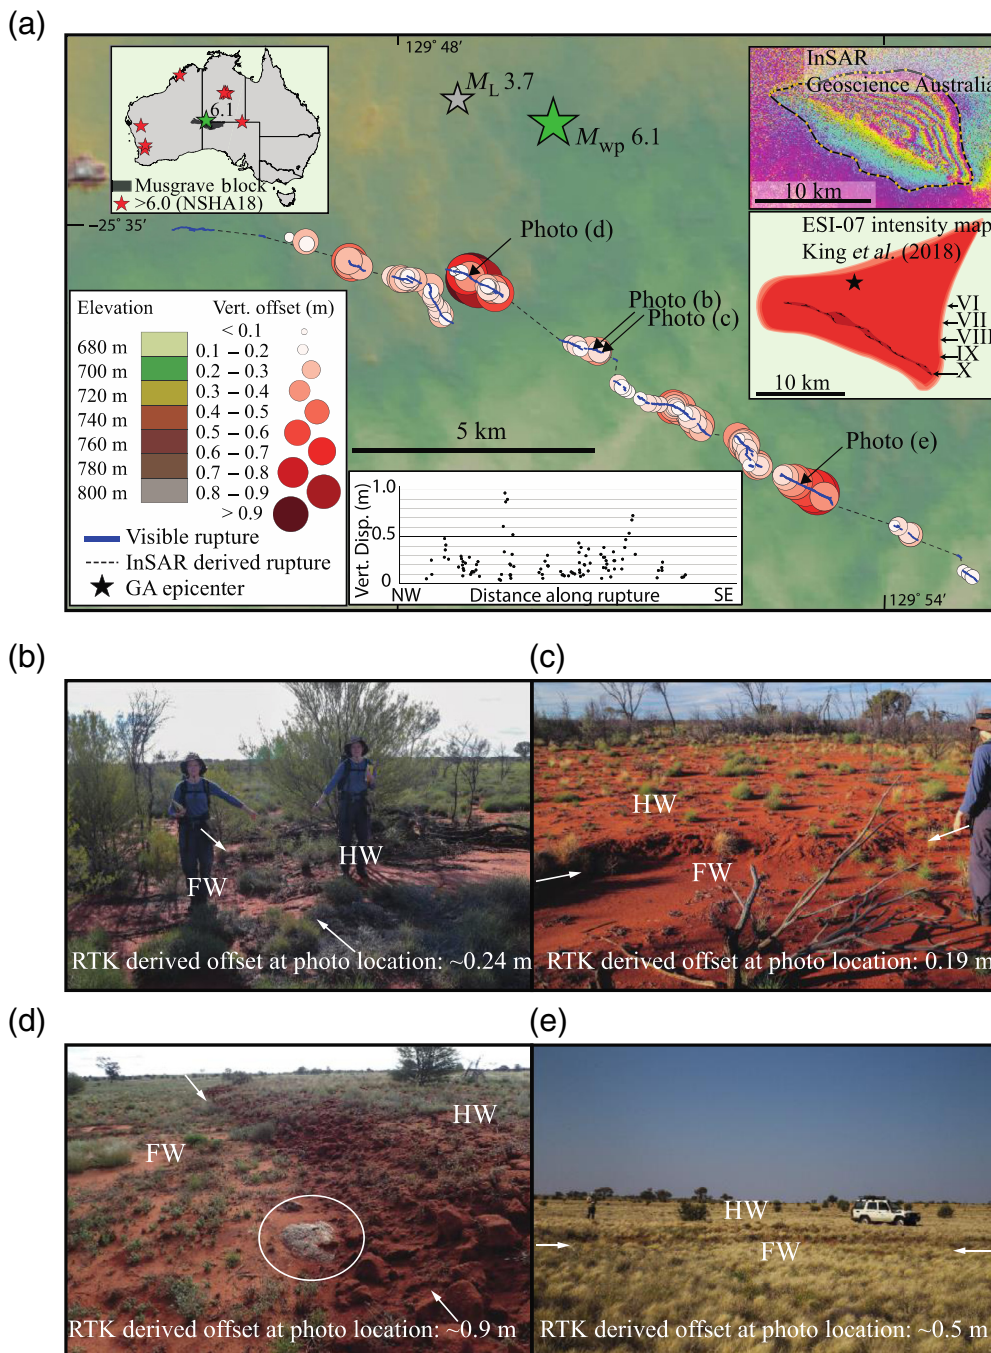 (a)
129° 48'
M_L 3.7
M_wp 6.1
6.1
Musgrave block
>6.0 (NSHA18)
−25° 35'
InSAR
Geoscience Australia
10 km
ESI-07 intensity map
King et al. (2018)
VI
VII
VIII
IX
X
10 km
Photo (d)
Photo (b)
Photo (c)
Photo (e)
5 km
Elevation
680 m
700 m
720 m
740 m
760 m
780 m
800 m
Vert. offset (m)
< 0.1
0.1 – 0.2
0.2 – 0.3
0.3 – 0.4
0.4 – 0.5
0.5 – 0.6
0.6 – 0.7
0.7 – 0.8
0.8 – 0.9
> 0.9
Visible rupture
InSAR derived rupture
GA epicenter
Vert. Disp. (m)
1.0
0.5
0
NW
Distance along rupture
SE
129° 54'
(b)
FW
HW
RTK derived offset at photo location: ~0.24 m
(c)
HW
FW
RTK derived offset at photo location: 0.19 m
(d)
FW
HW
RTK derived offset at photo location: ~0.9 m
(e)
HW
FW
RTK derived offset at photo location: ~0.5 m